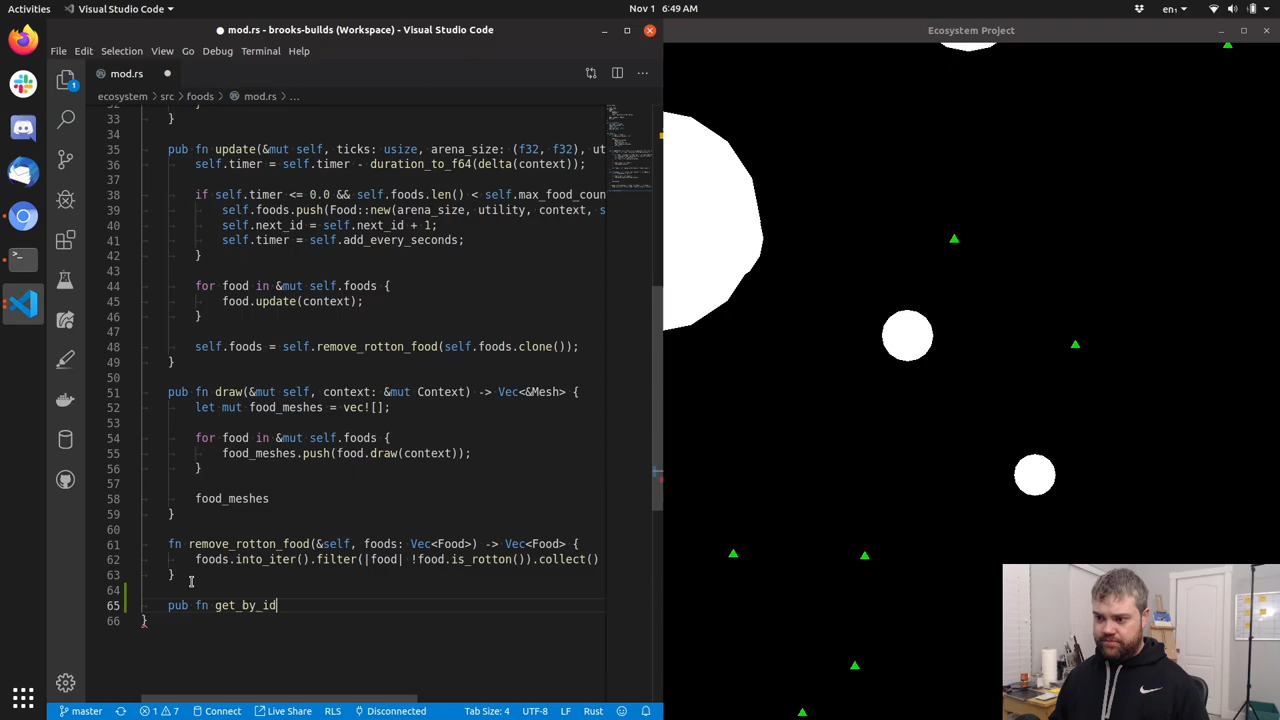 Activities
Visual Studio Code
Nov 1 6:49 AM
en₁
mod.rs - brooks-builds (Workspace) - Visual Studio Code
Ecosystem Project
File Edit Selection View Go Debug Terminal Help
mod.rs
ecosystem > src > foods > mod.rs > ...
33 }
34
35 pub fn update(&mut self, ticks: usize, arena_size: (f32, f32), ut
36 self.timer = self.timer - duration_to_f64(delta(context));
37
38 if self.timer <= 0.0 && self.foods.len() < self.max_food_cou
39 self.foods.push(Food::new(arena_size, utility, context, s
40 self.next_id = self.next_id + 1;
41 self.timer = self.add_every_seconds;
42 }
43
44 for food in &mut self.foods {
45 food.update(context);
46 }
47
48 self.foods = self.remove_rotton_food(self.foods.clone());
49 }
50
51 pub fn draw(&mut self, context: &mut Context) -> Vec<&Mesh> {
52 let mut food_meshes = vec![];
53
54 for food in &mut self.foods {
55 food_meshes.push(food.draw(context));
56 }
57
58 food_meshes
59 }
60
61 fn remove_rotton_food(&self, foods: Vec<Food>) -> Vec<Food> {
62 foods.into_iter().filter(|food| !food.is_rotton()).collect()
63 }
64
65 pub fn get_by_id
66 }
master 1 7 Connect Live Share RLS Disconnected Tab Size: 4 UTF-8 LF Rust